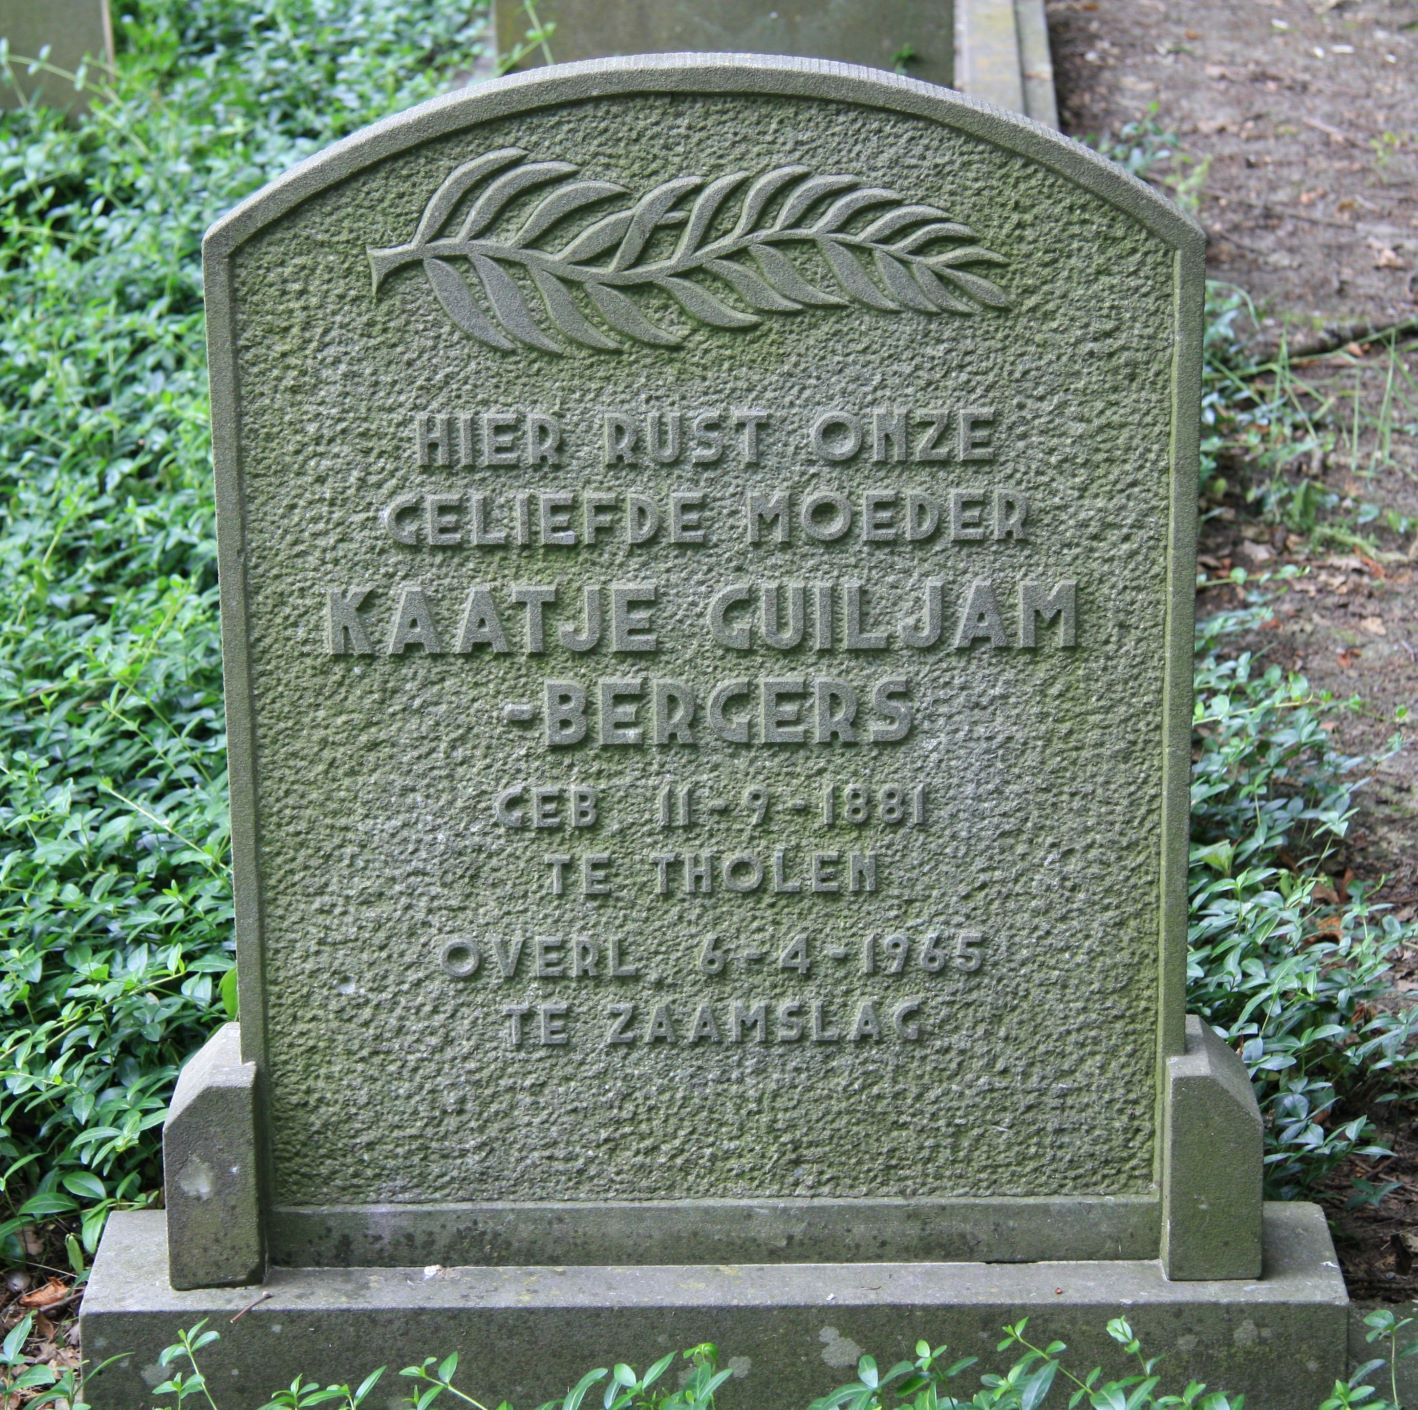 HIER RUST ONZE
GELIEFDE MOEDER
KAATJE GUILJAM
-BERGERS
GEB 11-9-1881
TE THOLEN
OVERL. 6-4-1965
TE ZAAMSLAG